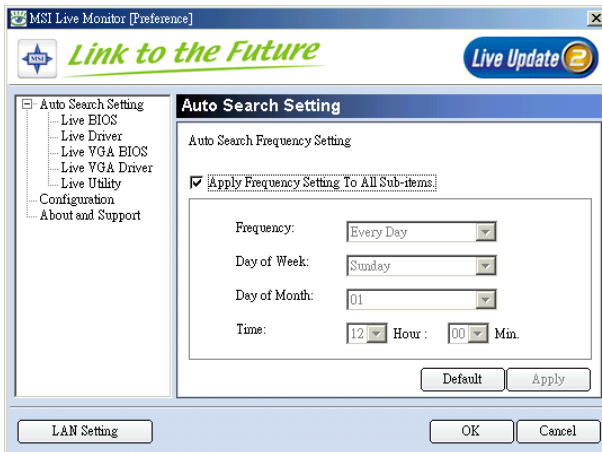 MSI Live Monitor [Preference]
MSI
Link to the Future
Live Update 2
Auto Search Setting
Live BIOS
Live Driver
Live VGA BIOS
Live VGA Driver
Live Utility
Configuration
About and Support
Auto Search Setting
Auto Search Frequency Setting
Apply Frequency Setting To All Sub-items.
Frequency: Every Day
Day of Week: Sunday
Day of Month: 01
Time: 12 Hour : 00 Min.
Default Apply
LAN Setting OK Cancel